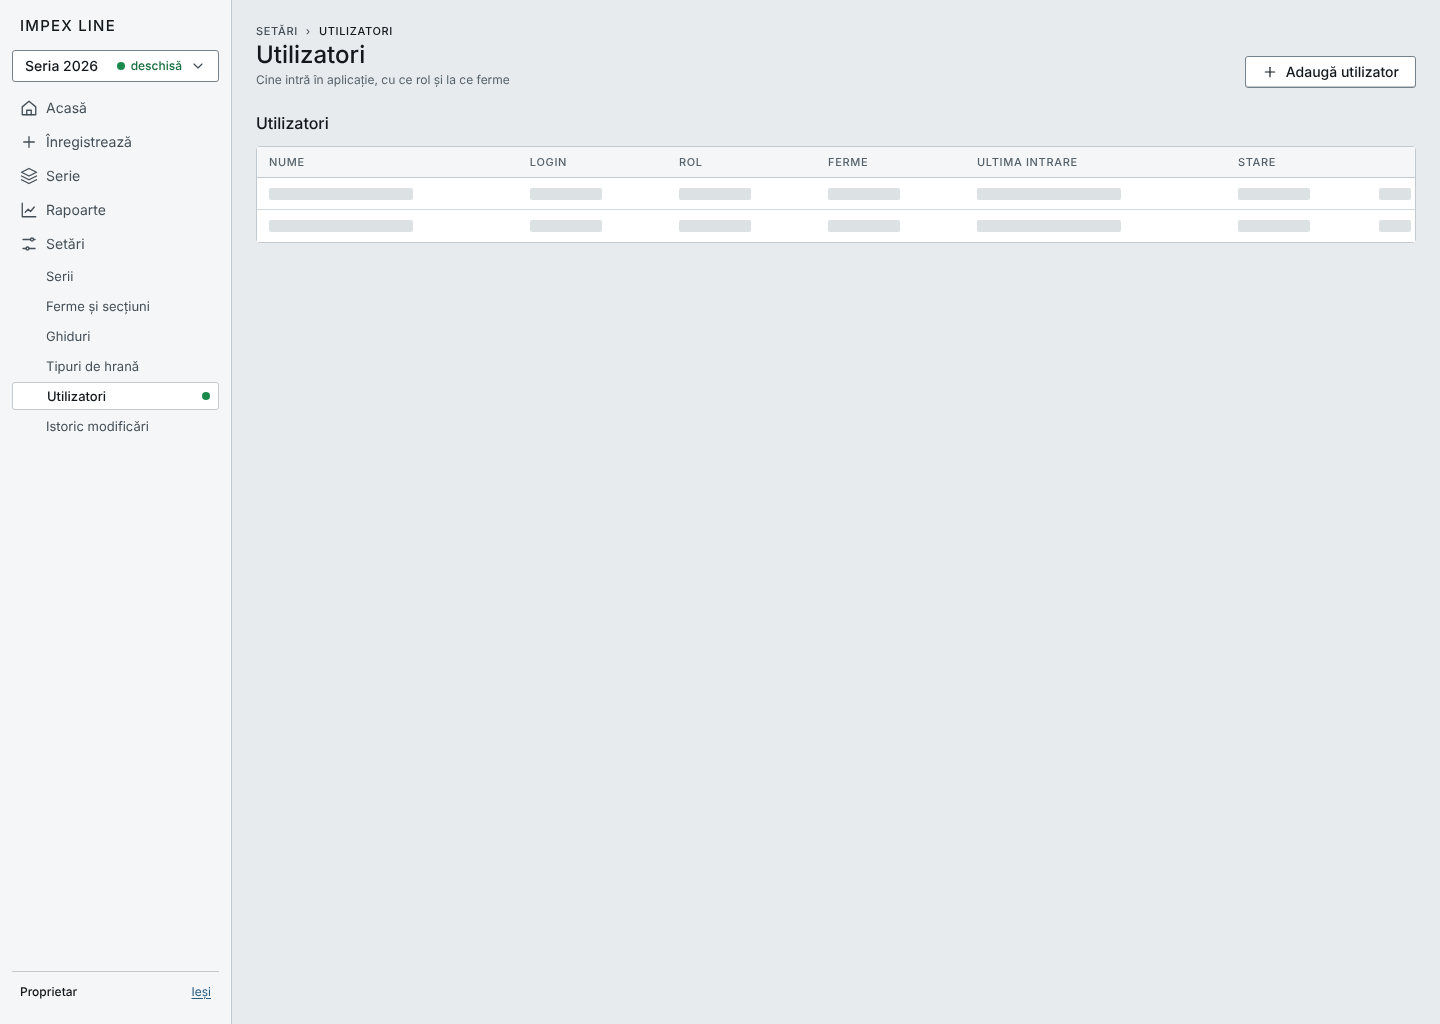 IMPEX LINE
Seria 2026 deschisă
Acasă
Înregistrează
Serie
Rapoarte
Setări
Serii
Ferme și secțiuni
Ghiduri
Tipuri de hrană
Utilizatori
Istoric modificări
Proprietar Ieși
SETĂRI › UTILIZATORI
Utilizatori
Cine intră în aplicație, cu ce rol și la ce ferme
Adaugă utilizator
Utilizatori
NUME LOGIN ROL FERME ULTIMA INTRARE STARE